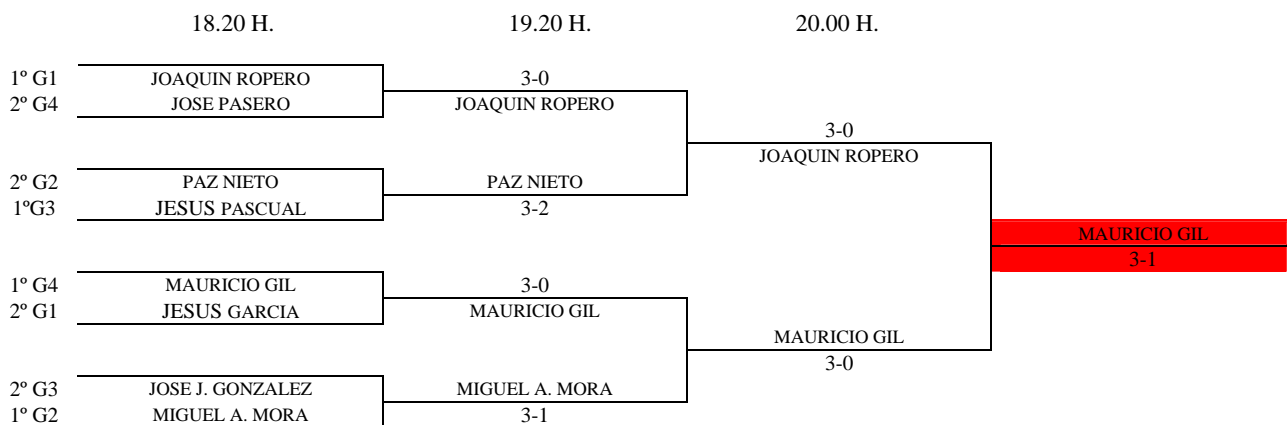 18.20 H. 19.20 H. 20.00 H.
1º G1 JOAQUIN ROPERO 3-0
2º G4 JOSE PASERO JOAQUIN ROPERO
3-0
JOAQUIN ROPERO
2º G2 PAZ NIETO PAZ NIETO
1ºG3 JESUS PASCUAL 3-2
MAURICIO GIL
3-1
1º G4 MAURICIO GIL 3-0
2º G1 JESUS GARCIA MAURICIO GIL
MAURICIO GIL
3-0
2º G3 JOSE J. GONZALEZ MIGUEL A. MORA
1º G2 MIGUEL A. MORA 3-1